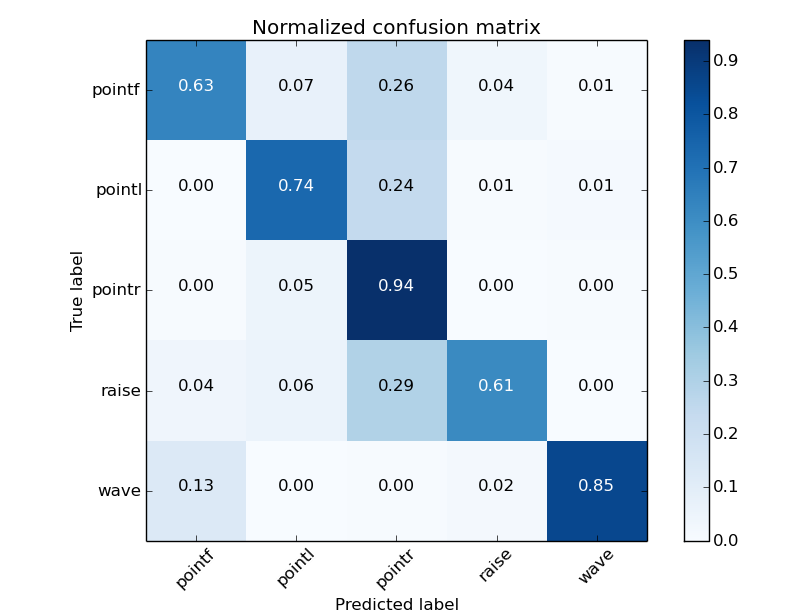 Normalized confusion matrix
True label
pointf 0.63 0.07 0.26 0.04 0.01
pointl 0.00 0.74 0.24 0.01 0.01
pointr 0.00 0.05 0.94 0.00 0.00
raise 0.04 0.06 0.29 0.61 0.00
wave 0.13 0.00 0.00 0.02 0.85
pointf pointl pointr raise wave
Predicted label
0.9
0.8
0.7
0.6
0.5
0.4
0.3
0.2
0.1
0.0